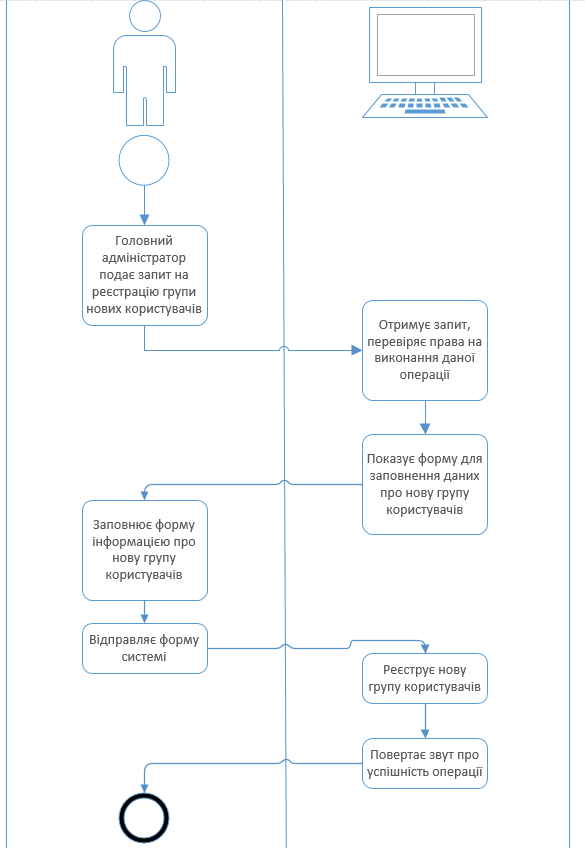 Головний
адміністратор
подає запит на
реєстрацію групи
нових користувачів
Отримує запит,
перевіряє права на
виконання даної
операції
Показує форму для
заповнення даних
про нову групу
користувачів
Заповнює форму
інформацією про
нову групу
користувачів
Відправляє форму
системі
Реєструє нову
групу користувачів
Повертає звут про
успішність операції